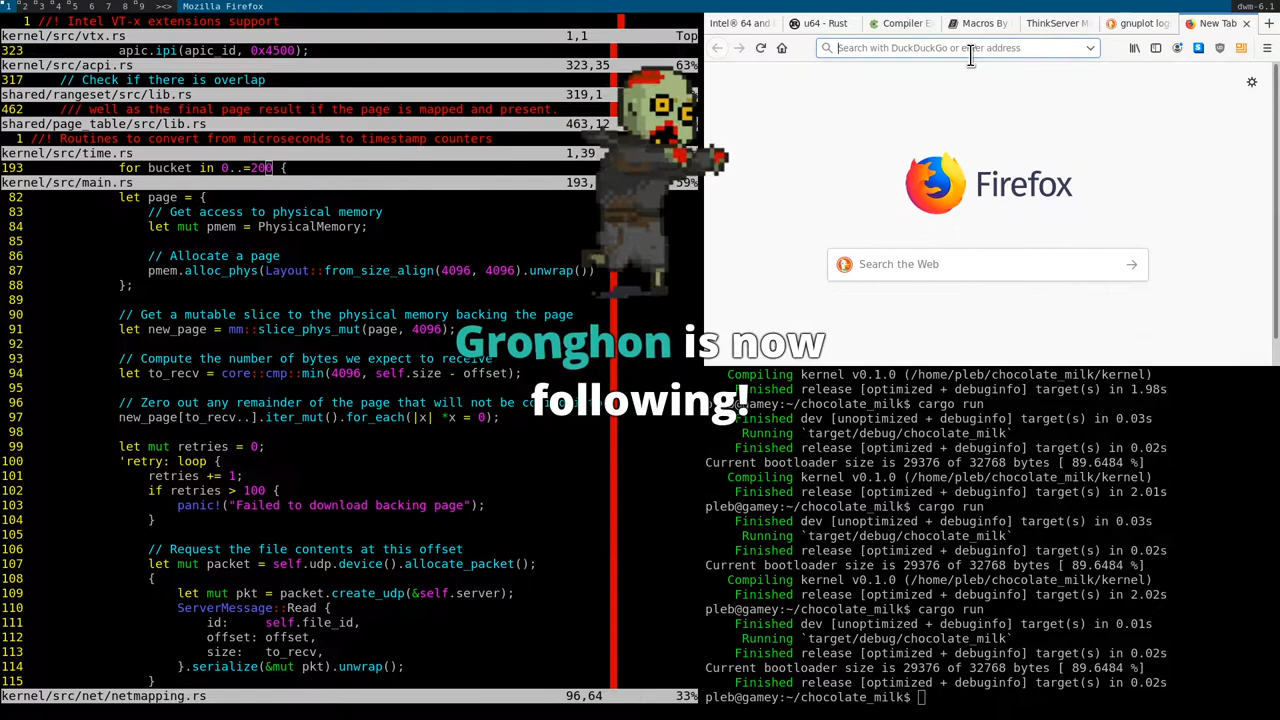 1 2 3 4 5 6 7 8 9 ><> Mozilla Firefox
dwm-6.1
1 //! Intel VT-x extensions support
kernel/src/vtx.rs 1,1 Top
323 apic.ipi(apic_id, 0x4500);
kernel/src/acpi.rs 323,35 63%
317 // Check if there is overlap
shared/rangeset/src/lib.rs 319,1
462 /// well as the final page result if the page is mapped and present.
shared/page_table/src/lib.rs 463,12
1 //! Routines to convert from microseconds to timestamp counters
kernel/src/time.rs 1,39
193 for bucket in 0..=200 {
kernel/src/main.rs 193, 59%
82 let page = {
83 // Get access to physical memory
84 let mut pmem = PhysicalMemory;
85
86 // Allocate a page
87 pmem.alloc_phys(Layout::from_size_align(4096, 4096).unwrap())
88 };
89
90 // Get a mutable slice to the physical memory backing the page
91 let new_page = mm::slice_phys_mut(page, 4096);
92
93 // Compute the number of bytes we expect to receive
94 let to_recv = core::cmp::min(4096, self.size - offset);
95
96 // Zero out any remainder of the page that will not be
97 new_page[to_recv..].iter_mut().for_each(|x| *x = 0);
98
99 let mut retries = 0;
100 'retry: loop {
101 retries += 1;
102 if retries > 100 {
103 panic!("Failed to download backing page");
104 }
105
106 // Request the file contents at this offset
107 let mut packet = self.udp.device().allocate_packet();
108 {
109 let mut pkt = packet.create_udp(&self.server);
110 ServerMessage::Read {
111 id: self.file_id,
112 offset: offset,
113 size: to_recv,
114 }.serialize(&mut pkt).unwrap();
115 }
kernel/src/net/netmapping.rs 96,64 33%
Gronghon is now
following!
Intel® 64 and u64 - Rust Compiler E Macros By ThinkServer M gnuplot log New Tab
Search with DuckDuckGo or enter address
Firefox
Search the Web
Compiling kernel v0.1.0 (/home/pleb/chocolate_milk/kernel)
Finished release [optimized + debuginfo] target(s) in 1.98s
pleb@gamey:~/chocolate_milk$ cargo run
Finished dev [unoptimized + debuginfo] target(s) in 0.03s
Running `target/debug/chocolate_milk`
Finished release [optimized + debuginfo] target(s) in 0.02s
Current bootloader size is 29376 of 32768 bytes [ 89.6484 %]
Compiling kernel v0.1.0 (/home/pleb/chocolate_milk/kernel)
Finished release [optimized + debuginfo] target(s) in 2.01s
pleb@gamey:~/chocolate_milk$ cargo run
Finished dev [unoptimized + debuginfo] target(s) in 0.03s
Running `target/debug/chocolate_milk`
Finished release [optimized + debuginfo] target(s) in 0.02s
Current bootloader size is 29376 of 32768 bytes [ 89.6484 %]
Compiling kernel v0.1.0 (/home/pleb/chocolate_milk/kernel)
Finished release [optimized + debuginfo] target(s) in 2.02s
pleb@gamey:~/chocolate_milk$ cargo run
Finished dev [unoptimized + debuginfo] target(s) in 0.01s
Running `target/debug/chocolate_milk`
Finished release [optimized + debuginfo] target(s) in 0.02s
Current bootloader size is 29376 of 32768 bytes [ 89.6484 %]
Finished release [optimized + debuginfo] target(s) in 0.02s
pleb@gamey:~/chocolate_milk$